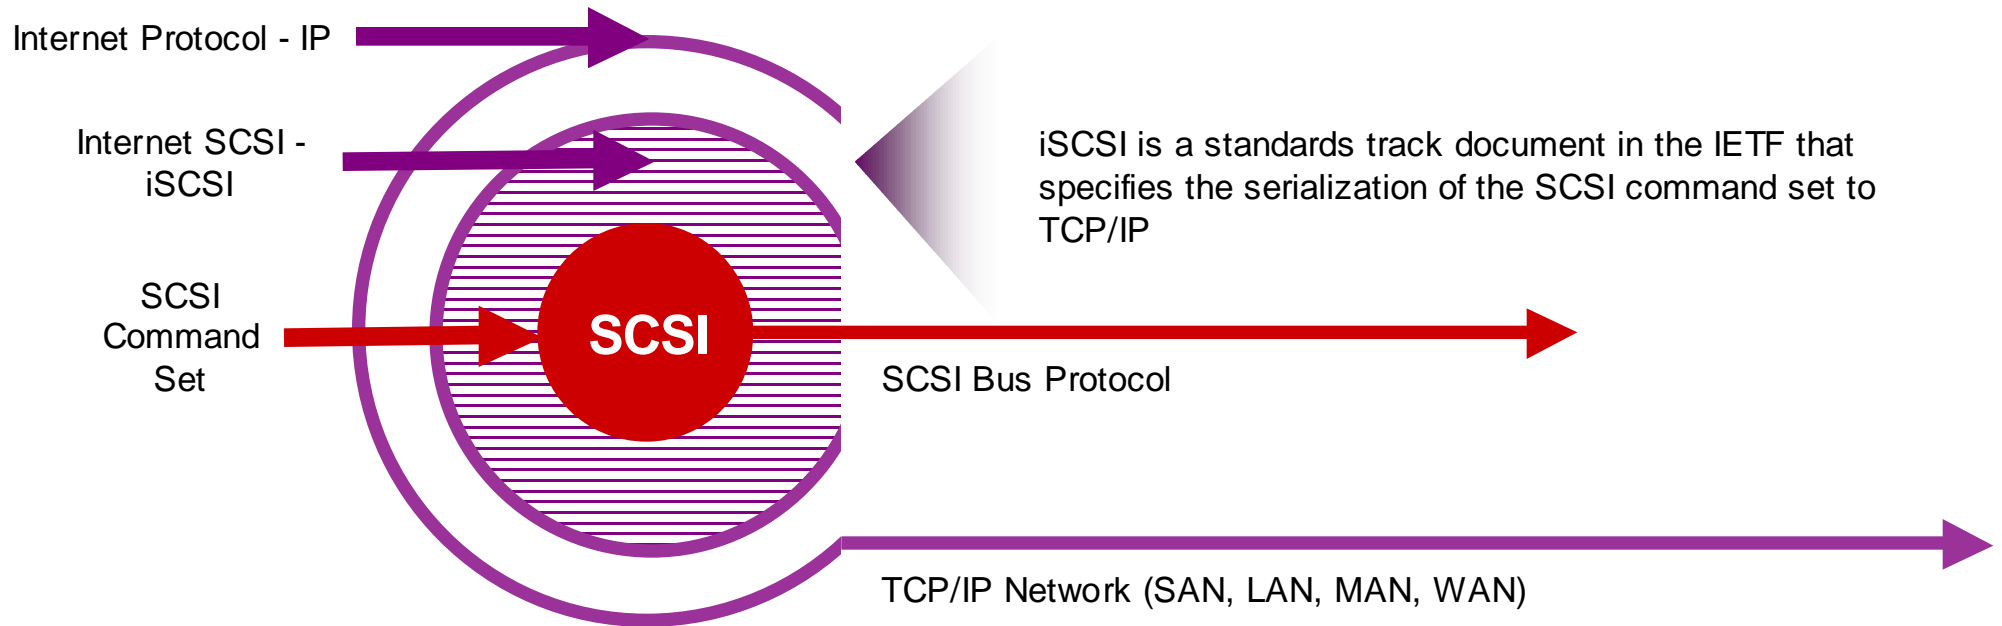 Internet Protocol - IP
Internet SCSI -
iSCSI
iSCSI is a standards track document in the IETF that
specifies the serialization of the SCSI command set to
TCP/IP
SCSI
Command
Set
SCSI
SCSI Bus Protocol
TCP/IP Network (SAN, LAN, MAN, WAN)